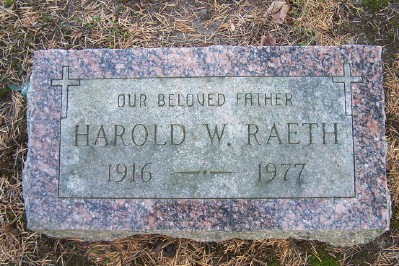 OUR BELOVED FATHER
HAROLD W. RAETH
1916 — 1977